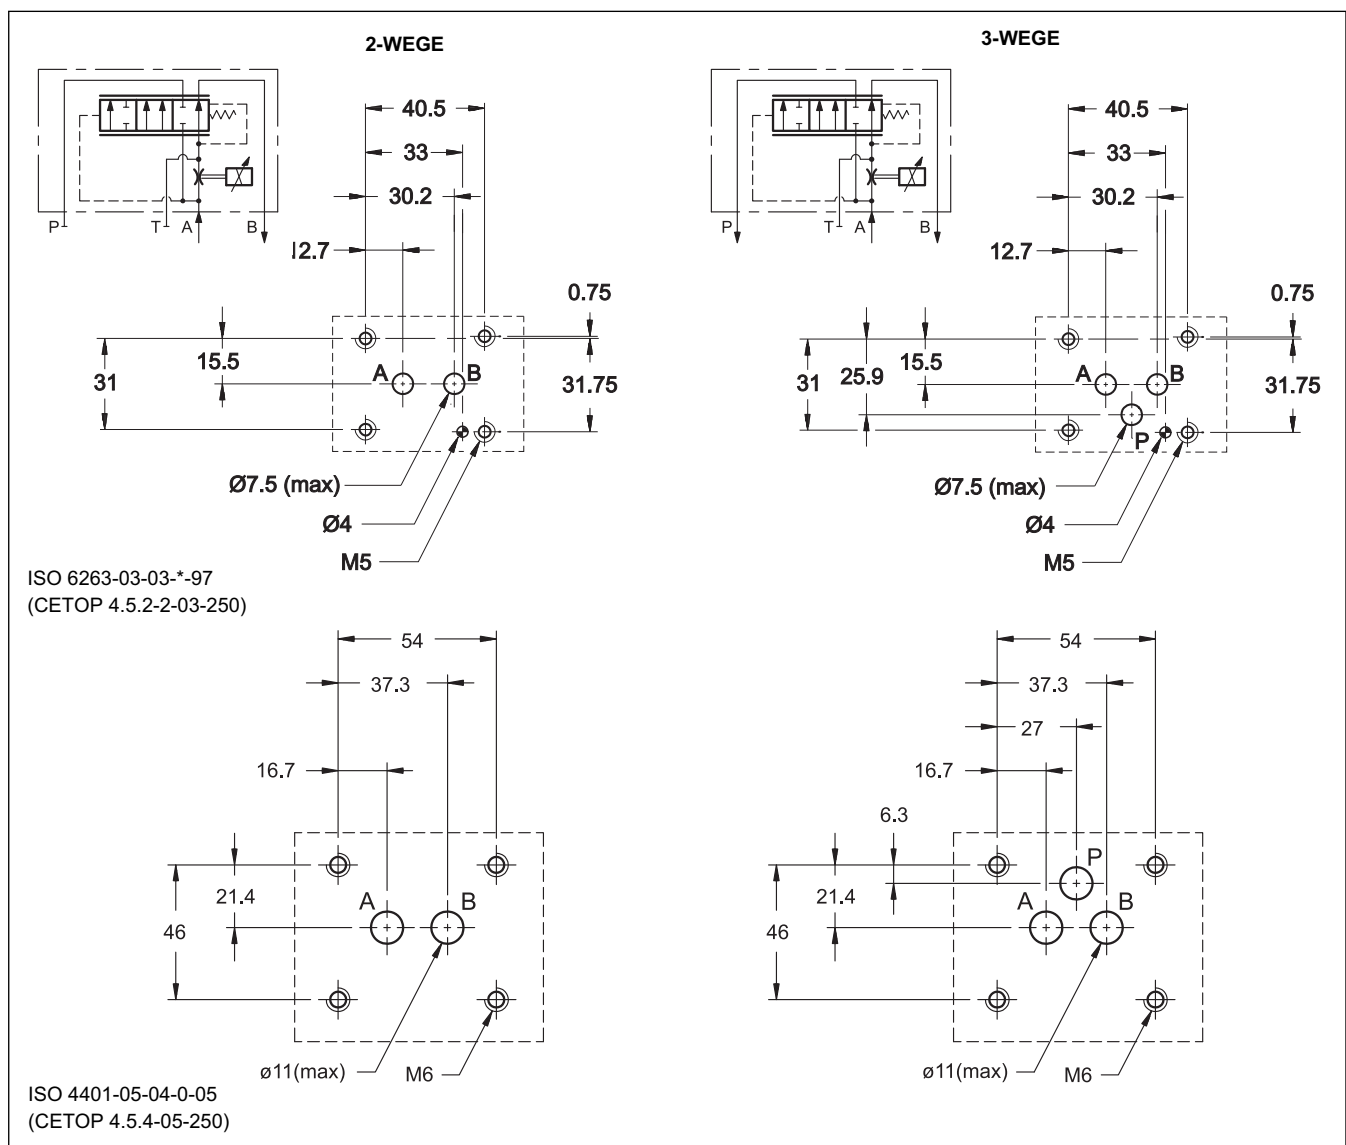 2-WEGE
P
T
A
B
40.5
33
30.2
12.7
0.75
15.5
31
A
B
31.75
Ø7.5 (max)
Ø4
M5
3-WEGE
P
T
A
B
40.5
33
30.2
12.7
0.75
15.5
25.9
31
A
B
31.75
P
Ø7.5 (max)
Ø4
M5
ISO 6263-03-03-*-97
(CETOP 4.5.2-2-03-250)
54
37.3
16.7
21.4
46
A
B
ø11(max)
M6
54
37.3
27
16.7
6.3
P
21.4
46
A
B
ø11(max)
M6
ISO 4401-05-04-0-05
(CETOP 4.5.4-05-250)